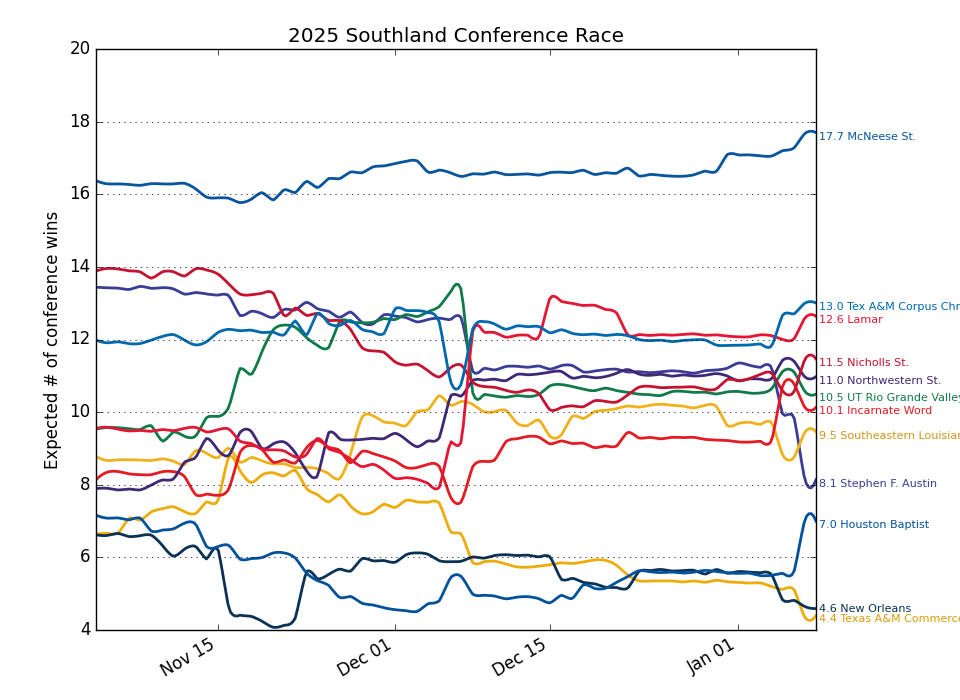 2025 Southland Conference Race
Expected # of conference wins
20
18
16
14
12
10
8
6
4
17.7 McNeese St.
13.0 Tex A&M Corpus Chr
12.6 Lamar
11.5 Nicholls St.
11.0 Northwestern St.
10.5 UT Rio Grande Valley
10.1 Incarnate Word
9.5 Southeastern Louisian
8.1 Stephen F. Austin
7.0 Houston Baptist
4.6 New Orleans
4.4 Texas A&M Commerce
Nov 15
Dec 01
Dec 15
Jan 01